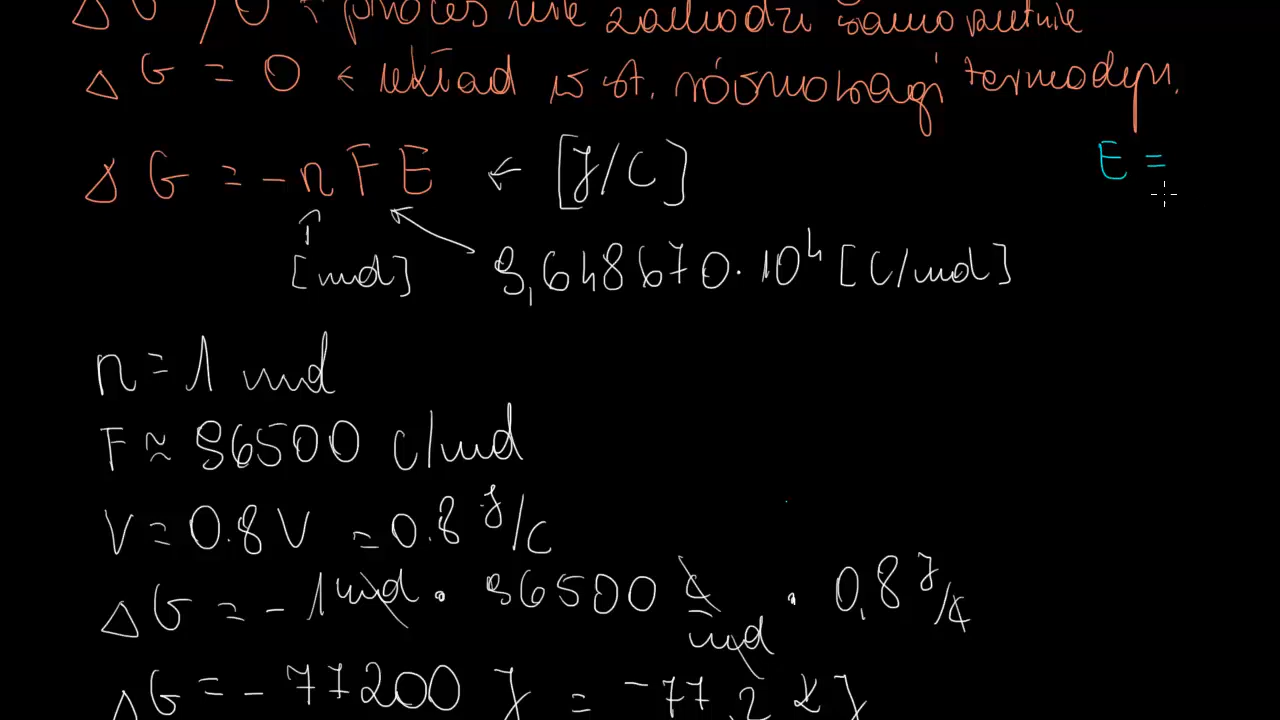 ΔG > 0 ← proces nie zachodzi samorzutnie
ΔG = 0 ← układ w st. równowagi termodyn.
ΔG = -nFE ← [J/C]
E =
[mol] 9,648670·10⁴ [C/mol]
n = 1 mol
F ≈ 96500 C/mol
V = 0.8V = 0.8 J/C
ΔG = - 1 mol · 96500 C/mol · 0,8 J/C
ΔG = - 77200 J = -77,2 kJ